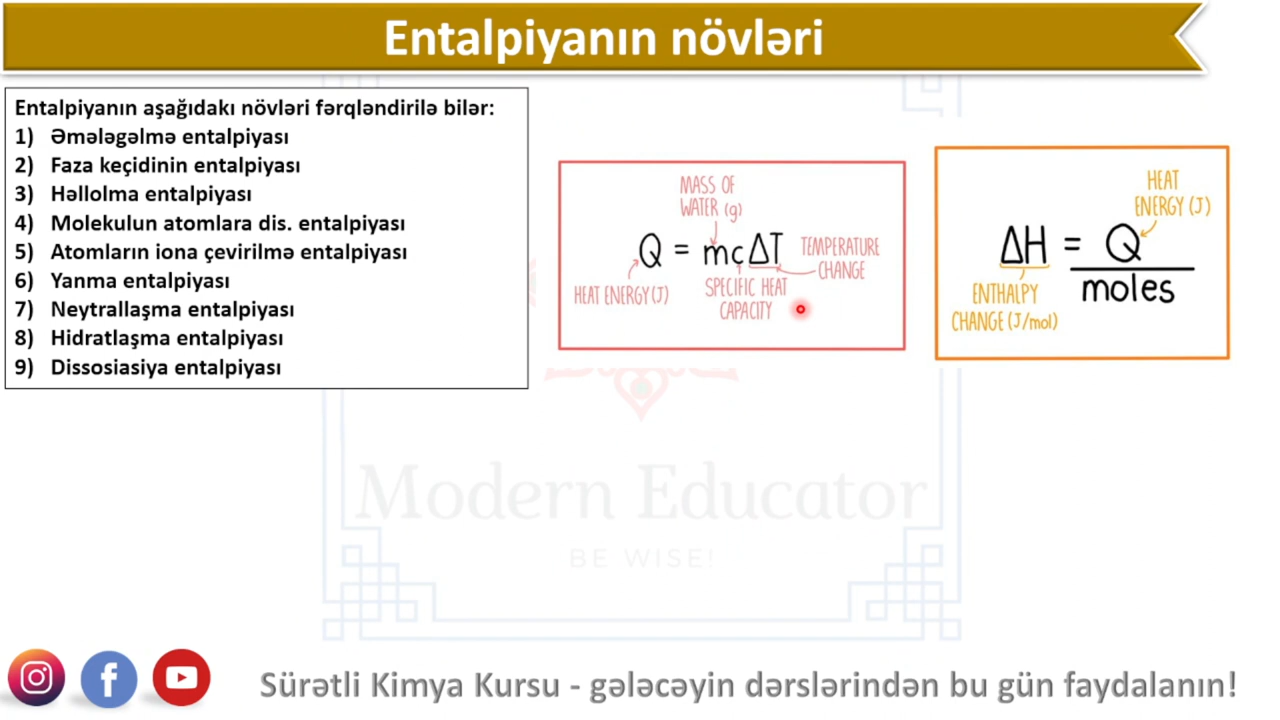 Entalpiyanın növləri
Entalpiyanın aşağıdakı növləri fərqləndirilə bilər:
1) Əmələgəlmə entalpiyası
2) Faza keçidinin entalpiyası
3) Həllolma entalpiyası
4) Molekulun atomlara dis. entalpiyası
5) Atomların iona çevirilmə entalpiyası
6) Yanma entalpiyası
7) Neytrallaşma entalpiyası
8) Hidratlaşma entalpiyası
9) Dissosiasiya entalpiyası
MASS OF
WATER (g)
Q = mcΔT
TEMPERATURE
CHANGE
HEAT ENERGY (J)
SPECIFIC HEAT
CAPACITY
HEAT
ENERGY (J)
ΔH = Q
moles
ENTHALPY
CHANGE (J/mol)
Modern Educator
BE WISE!
Sürətli Kimya Kursu - gələcəyin dərslərindən bu gün faydalanın!